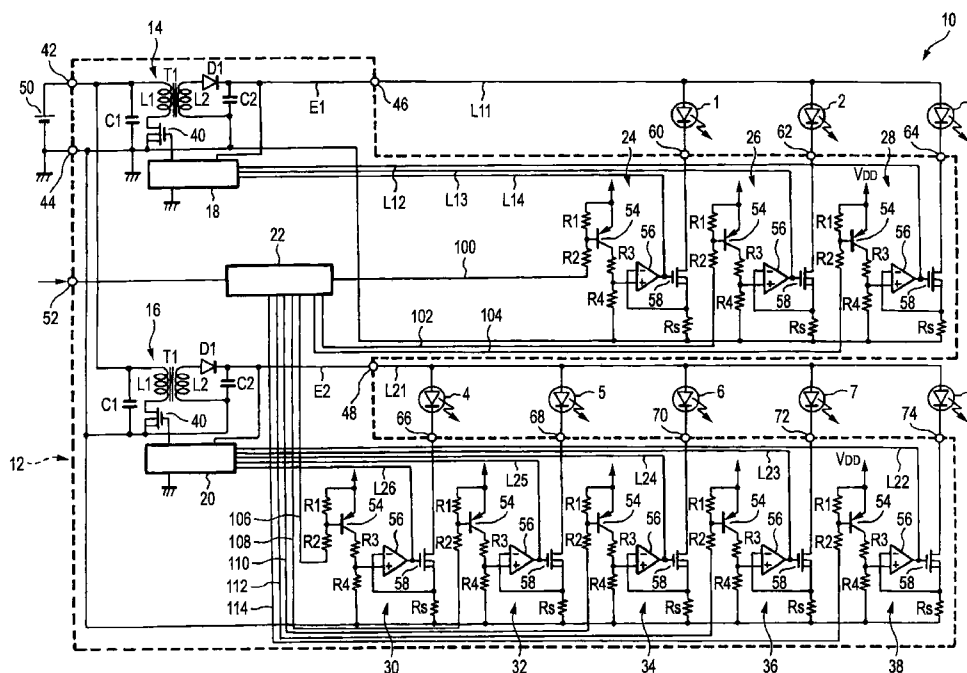 10
42
14
T1
D1
46
50
L1
L2
C2
E1
L11
1
2
C1
40
60
62
64
44
18
L12
L13
L14
24
26
28
VDD
R1
54
56
R1
54
56
54
56
22
R2
R3
R2
R3
R1
R2
R3
100
52
R4
58
R4
58
R4
58
16
T1
D1
102
104
Rs
Rs
Rs
L1
L2
C2
E2
48
L21
4
5
6
7
C1
40
66
68
70
72
74
12
20
L26
L25
L24
L23
L22
VDD
106
R1
54
56
R1
54
56
R1
54
56
R1
54
56
R1
54
56
108
R2
R3
R2
R3
R2
R3
R2
R3
R2
R3
110
112
R4
58
R4
58
R4
58
R4
58
R4
58
114
Rs
Rs
Rs
Rs
Rs
30
32
34
36
38